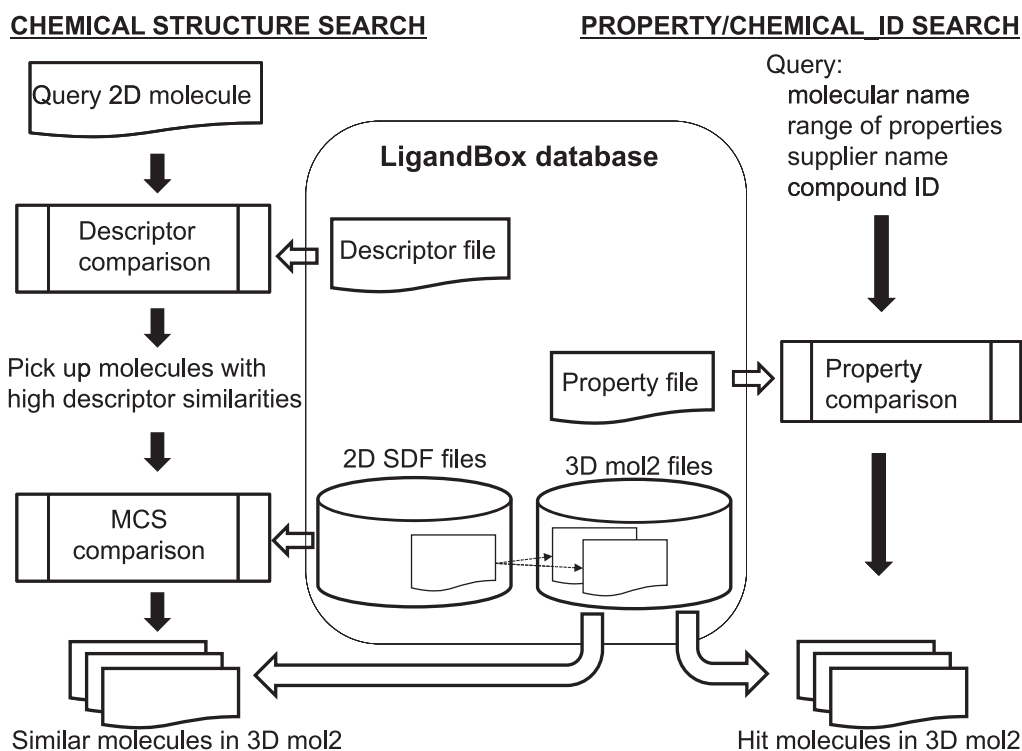 CHEMICAL STRUCTURE SEARCH
PROPERTY/CHEMICAL_ID SEARCH
Query 2D molecule
Query:
molecular name
range of properties
supplier name
compound ID
LigandBox database
Descriptor
comparison
Descriptor file
Pick up molecules with
high descriptor similarities
Property file
Property
comparison
2D SDF files
3D mol2 files
MCS
comparison
Similar molecules in 3D mol2
Hit molecules in 3D mol2